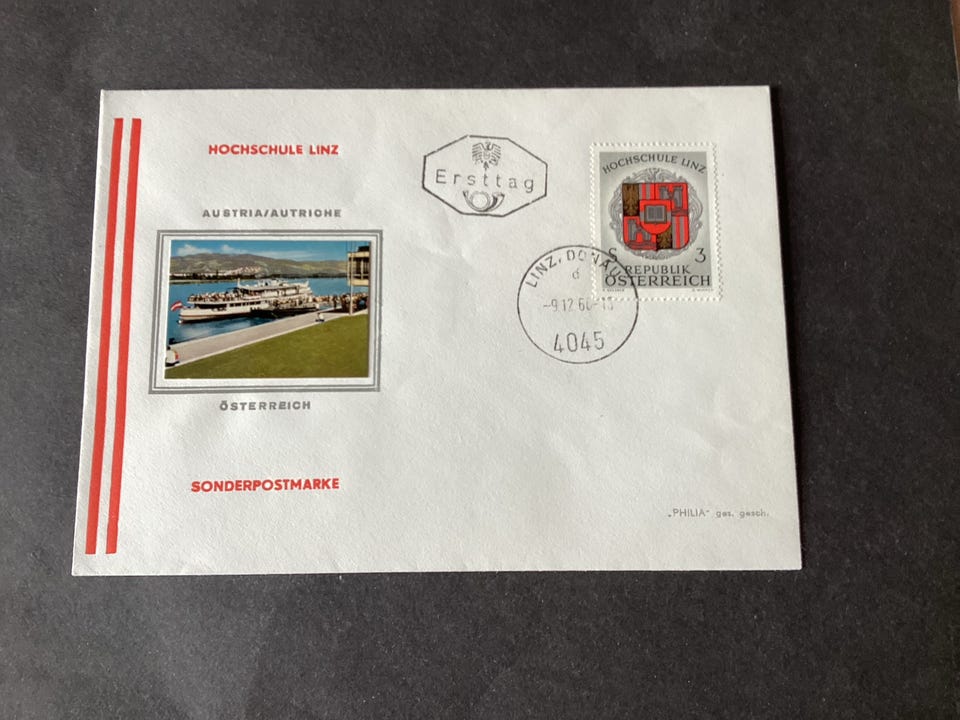 HOCHSCHULE LINZ
AUSTRIA/AUTRICHE
ÖSTERREICH
SONDERPOSTMARKE
Ersttag
HOCHSCHULE LINZ
S 3
REPUBLIK
ÖSTERREICH
LINZ, DONAU
d
4045
„PHILIA" ges. gesch.